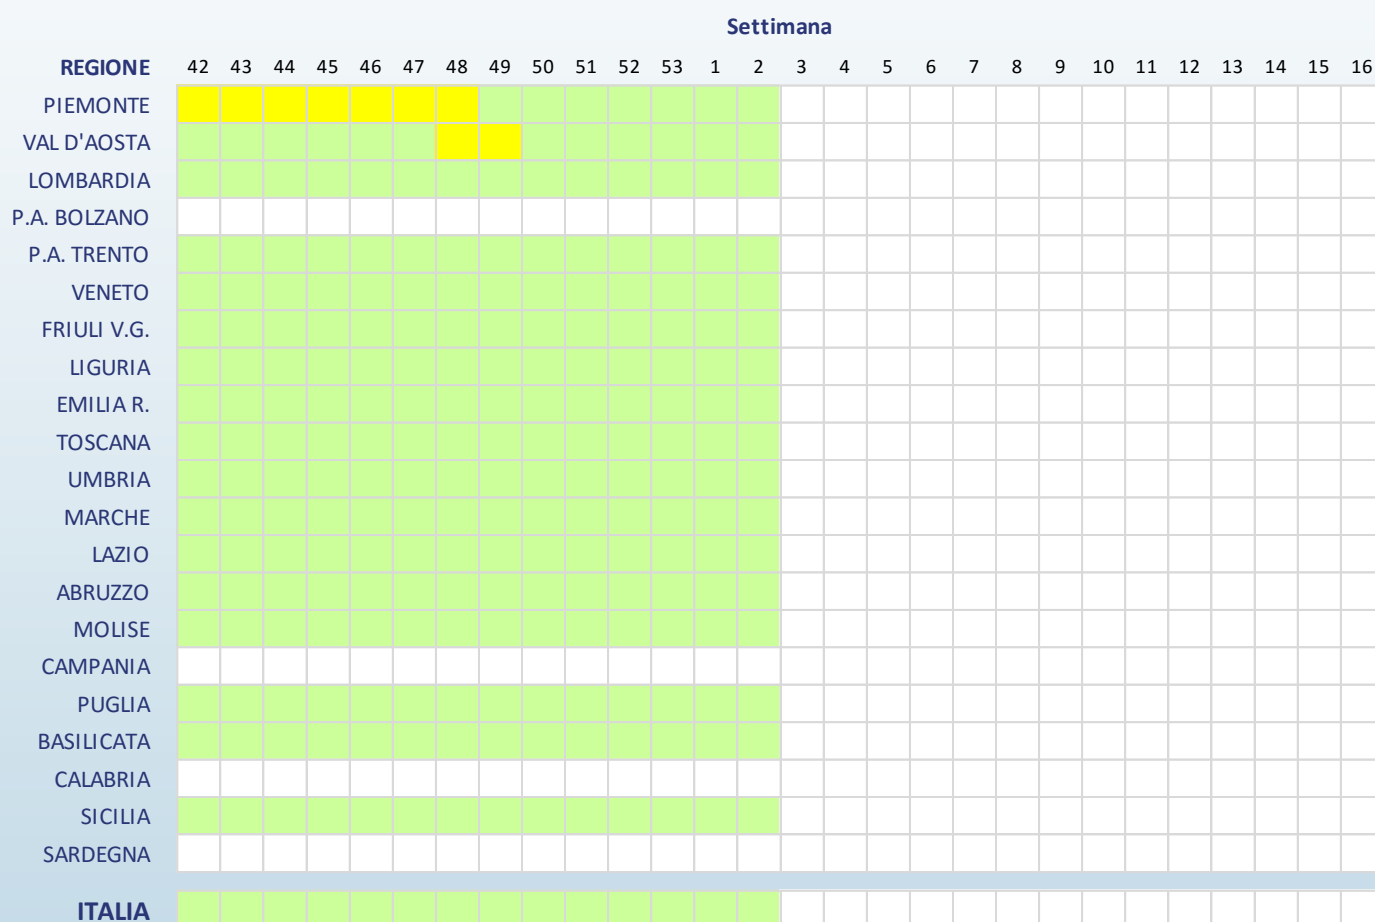 Settimana
REGIONE 42 43 44 45 46 47 48 49 50 51 52 53 1 2 3 4 5 6 7 8 9 10 11 12 13 14 15 16
PIEMONTE
VAL D'AOSTA
LOMBARDIA
P.A. BOLZANO
P.A. TRENTO
VENETO
FRIULI V.G.
LIGURIA
EMILIA R.
TOSCANA
UMBRIA
MARCHE
LAZIO
ABRUZZO
MOLISE
CAMPANIA
PUGLIA
BASILICATA
CALABRIA
SICILIA
SARDEGNA
ITALIA